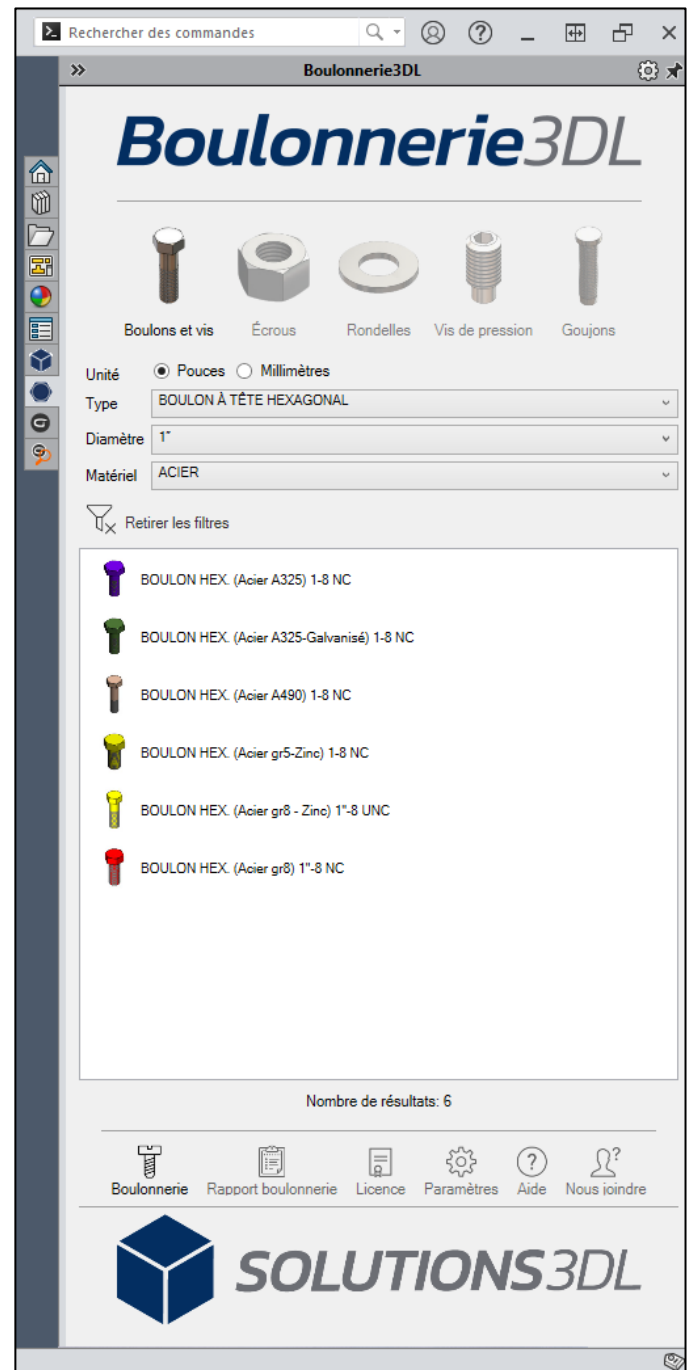 Rechercher des commandes
Boulonnerie3DL
Boulonnerie3DL
Boulons et vis Écrous Rondelles Vis de pression Goujons
Unité Pouces Millimètres
Type BOULON À TÊTE HEXAGONAL
Diamètre 1"
Matériel ACIER
Retirer les filtres
BOULON HEX. (Acier A325) 1-8 NC
BOULON HEX. (Acier A325-Galvanisé) 1-8 NC
BOULON HEX. (Acier A490) 1-8 NC
BOULON HEX. (Acier gr5-Zinc) 1-8 NC
BOULON HEX. (Acier gr8 - Zinc) 1"-8 UNC
BOULON HEX. (Acier gr8) 1"-8 NC
Nombre de résultats: 6
Boulonnerie Rapport boulonnerie Licence Paramètres Aide Nous joindre
SOLUTIONS3DL